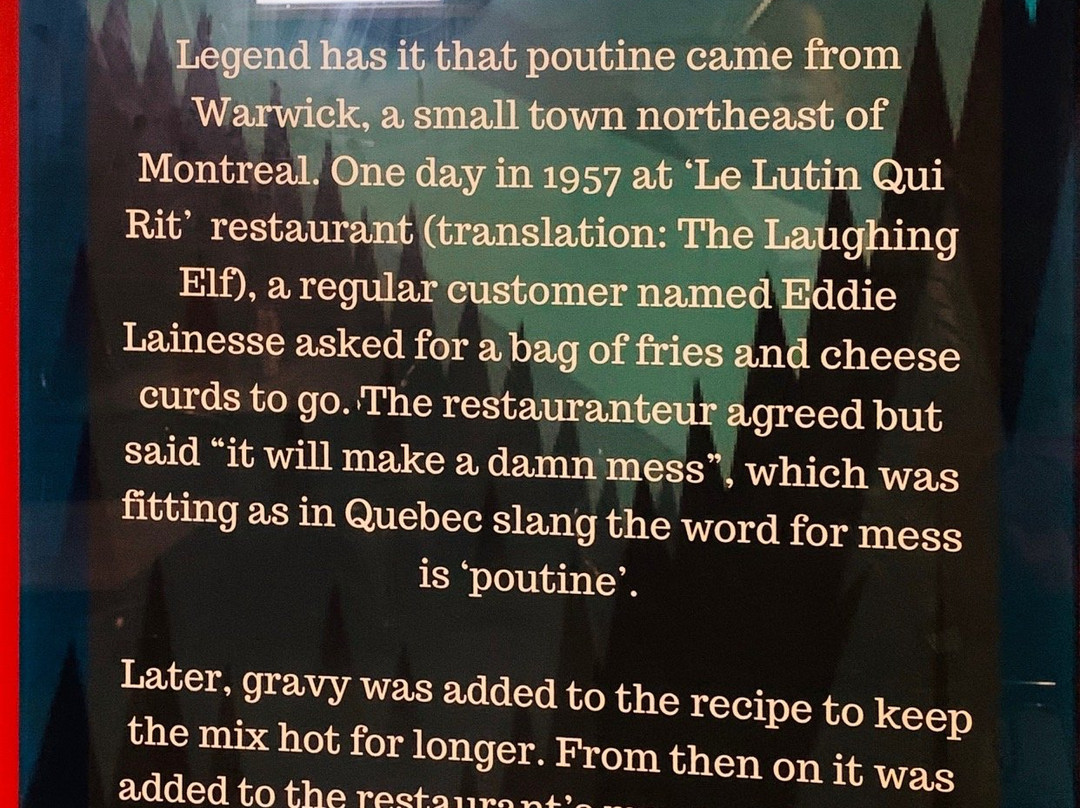 Legend has it that poutine came from
Warwick, a small town northeast of
Montreal. One day in 1957 at ‘Le Lutin Qui
Rit’ restaurant (translation: The Laughing
Elf), a regular customer named Eddie
Lainesse asked for a bag of fries and cheese
curds to go. The restauranteur agreed but
said “it will make a damn mess”, which was
fitting as in Quebec slang the word for mess
is ‘poutine’.
Later, gravy was added to the recipe to keep
the mix hot for longer. From then on it was
added to the restaurant’s